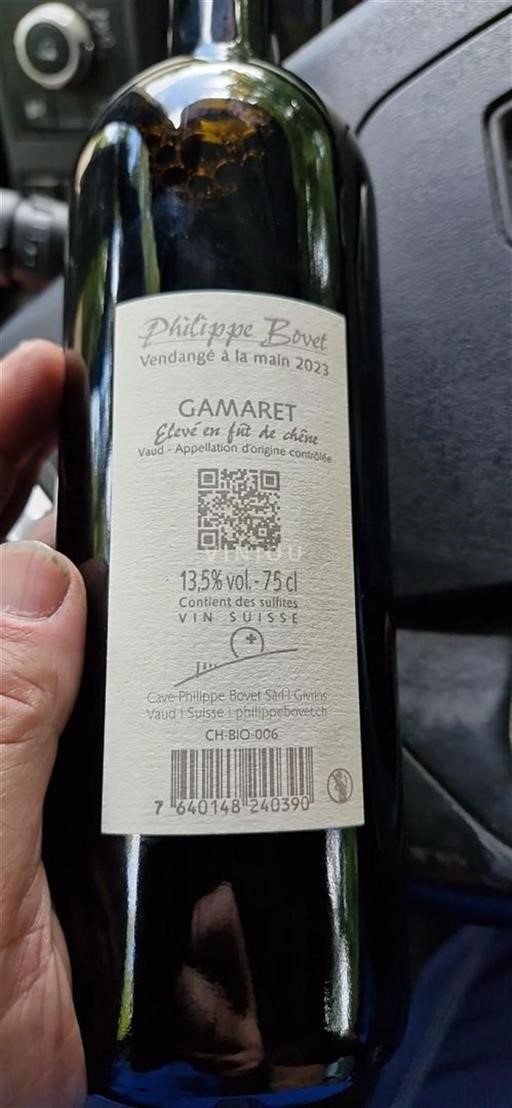 Philippe Bovet
Vendangé à la main 2023
GAMARET
Elevé en fût de chêne
Vaud - Appellation d'origine contrôlée
VINIOU
13,5% vol. - 75 cl
Contient des sulfites
VIN SUISSE
Cave Philippe Bovet Sàrl | Givrins
Vaud | Suisse | philippebovet.ch
CH-BIO-006
7 640148 240390